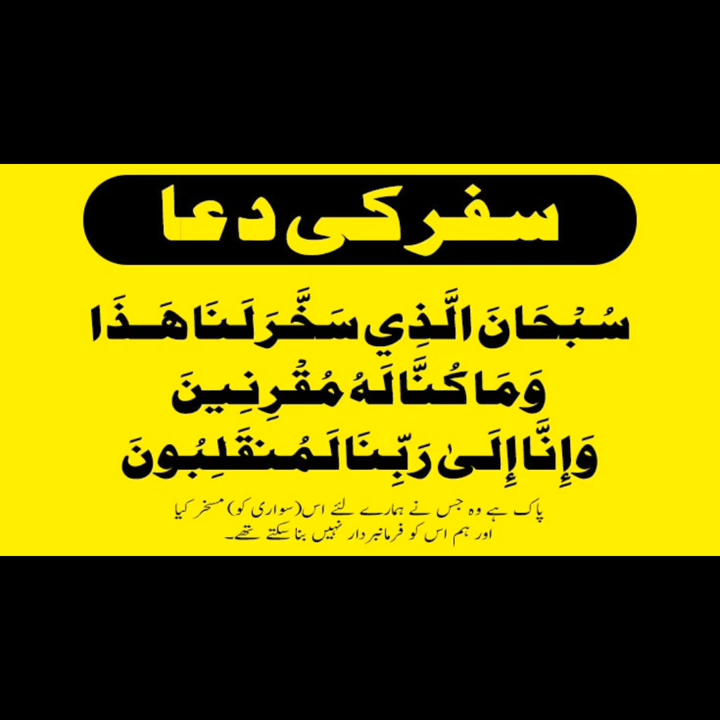 سفر کی دعا
سُبْحَانَ الَّذِي سَخَّرَ لَنَا هَـذَا
وَمَا كُنَّا لَهُ مُقْرِنِينَ
وَإِنَّا إِلَىٰ رَبِّنَا لَمُنقَلِبُونَ
پاک ہے وہ جس نے ہمارے لئے اس(سواری کو) مسخر کیا
اور ہم اس کو فرمانبردار نہیں بنا سکتے تھے۔